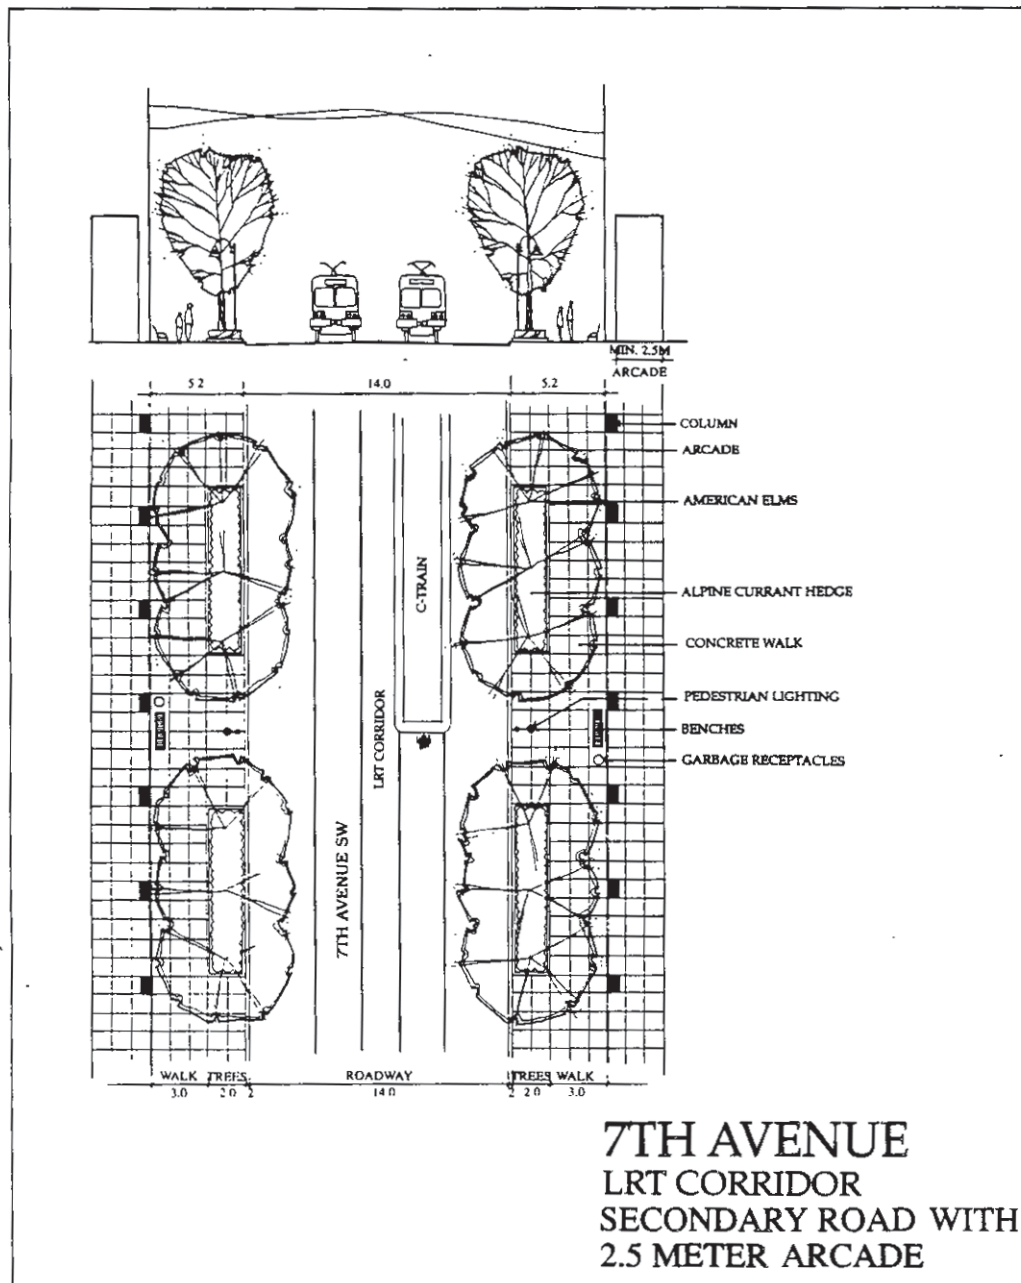 MIN. 2.5M
ARCADE
5.2 14.0 5.2
COLUMN
ARCADE
AMERICAN ELMS
ALPINE CURRANT HEDGE
CONCRETE WALK
PEDESTRIAN LIGHTING
BENCHES
GARBAGE RECEPTACLES
C-TRAIN
LRT CORRIDOR
7TH AVENUE SW
WALK TREES ROADWAY TREES WALK
3.0 2.0 .2 14.0 .2 2.0 3.0
7TH AVENUE
LRT CORRIDOR
SECONDARY ROAD WITH
2.5 METER ARCADE